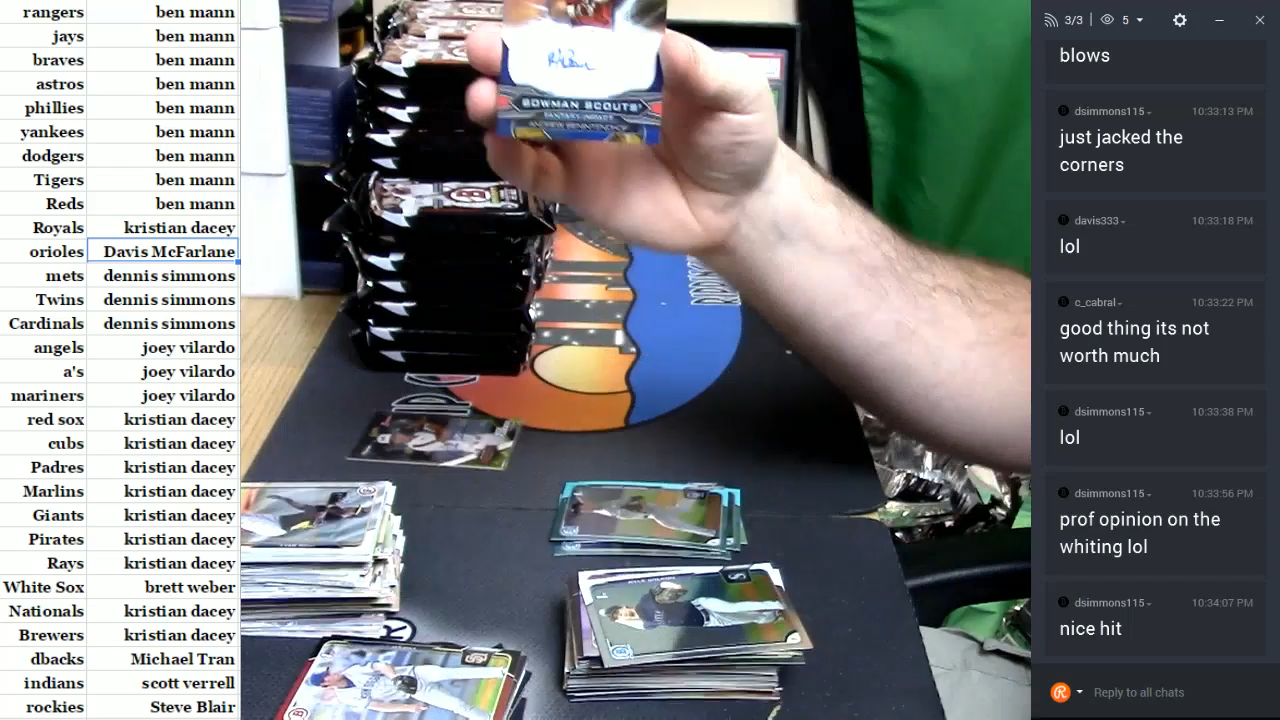 rangers ben mann
jays ben mann
braves ben mann
astros ben mann
phillies ben mann
yankees ben mann
dodgers ben mann
Tigers ben mann
Reds ben mann
Royals kristian dacey
orioles Davis McFarlane
mets dennis simmons
Twins dennis simmons
Cardinals dennis simmons
angels joey vilardo
a's joey vilardo
mariners joey vilardo
red sox kristian dacey
cubs kristian dacey
Padres kristian dacey
Marlins kristian dacey
Giants kristian dacey
Pirates kristian dacey
Rays kristian dacey
White Sox brett weber
Nationals kristian dacey
Brewers kristian dacey
dbacks Michael Tran
indians scott verrell
rockies Steve Blair
BOWMAN SCOUTS'
FANTASY IMPACT
ANDREW BENINTENDI-OF
3/3 5
blows
dsimmons115 10:33:13 PM
just jacked the
corners
davis333 10:33:18 PM
lol
c_cabral 10:33:22 PM
good thing its not
worth much
dsimmons115 10:33:38 PM
lol
dsimmons115 10:33:56 PM
prof opinion on the
whiting lol
dsimmons115 10:34:07 PM
nice hit
Reply to all chats